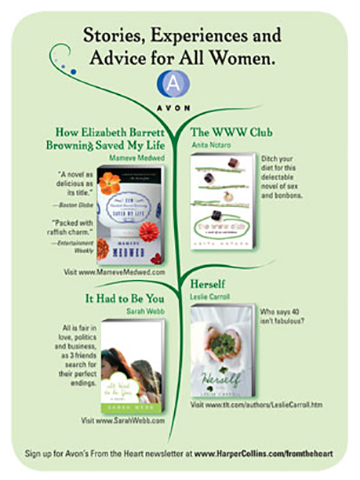 Stories, Experiences and
Advice for All Women.
A
AVON
How Elizabeth Barrett
Browning Saved My Life
Mameve Medwed
"A novel as
delicious as
its title."
—Boston Globe
"Packed with
raffish charm."
—Entertainment
Weekly
HOW
Elizabeth Barrett Browning
SAVED MY LIFE
MAMEVE
MEDWED
Visit www.MameveMedwed.com
The WWW Club
Anita Notaro
Ditch your
diet for this
delectable
novel of sex
and bonbons.
the www club
anita notaro
It Had to Be You
Sarah Webb
All is fair in
love, politics
and business,
as 3 friends
search for
their perfect
endings.
it Had to
Be You
SARAH WEBB
Visit www.SarahWebb.com
Herself
Leslie Carroll
Who says 40
isn't fabulous?
Herself
LESLIE CARROLL
Visit www.tlt.com/authors/LeslieCarroll.htm
Sign up for Avon's From the Heart newsletter at www.HarperCollins.com/fromtheheart